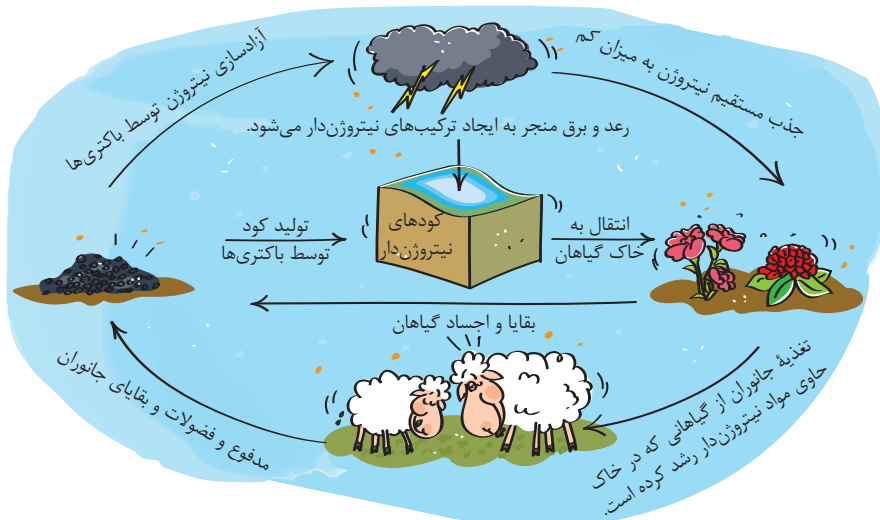 آزادسازی نیتروژن توسط باکتری‌ها
جذب مستقیم نیتروژن به میزان کم
رعد و برق منجر به ایجاد ترکیب‌های نیتروژن‌دار می‌شود.
تولید کود
توسط باکتری‌ها
کودهای
نیتروژن‌دار
انتقال به
خاک گیاهان
بقایا و اجساد گیاهان
مدفوع و فضولات و بقایای جانوران
تغذیهٔ جانوران از گیاهانی که در خاک
حاوی مواد نیتروژن‌دار رشد کرده است.